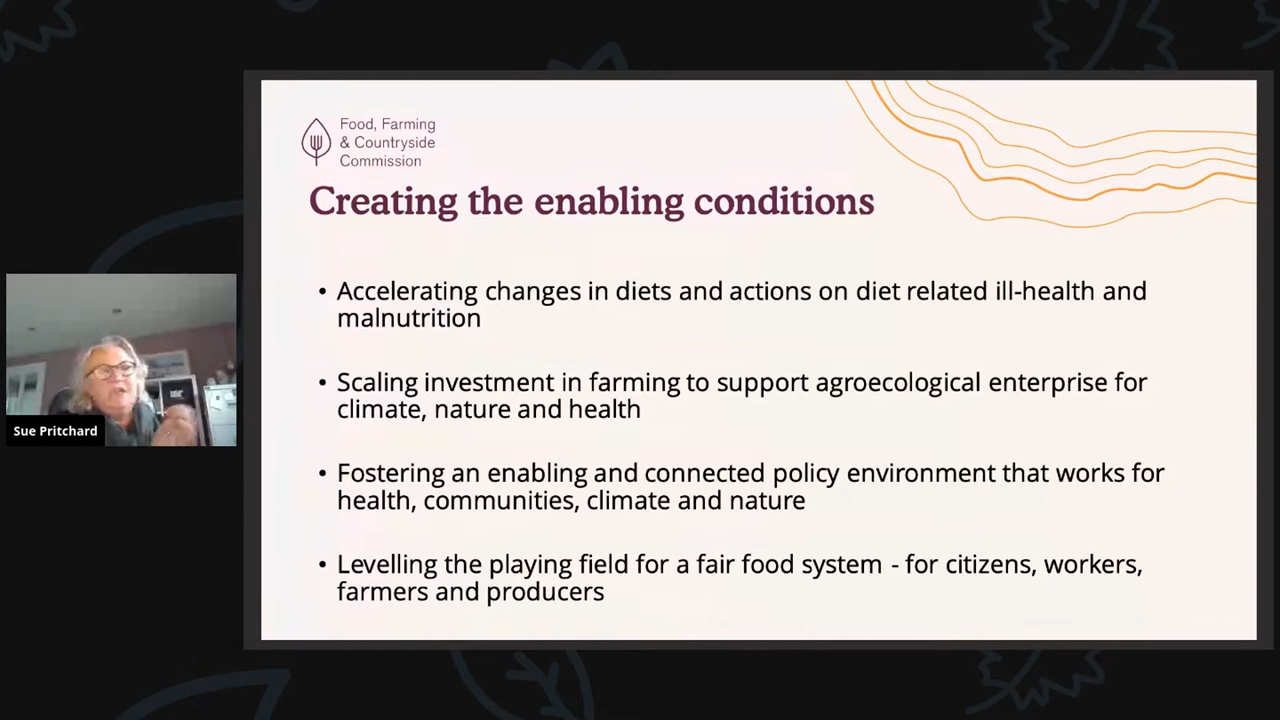 Food, Farming
& Countryside
Commission
Creating the enabling conditions
• Accelerating changes in diets and actions on diet related ill-health and
malnutrition
• Scaling investment in farming to support agroecological enterprise for
climate, nature and health
• Fostering an enabling and connected policy environment that works for
health, communities, climate and nature
• Levelling the playing field for a fair food system - for citizens, workers,
farmers and producers
Sue Pritchard